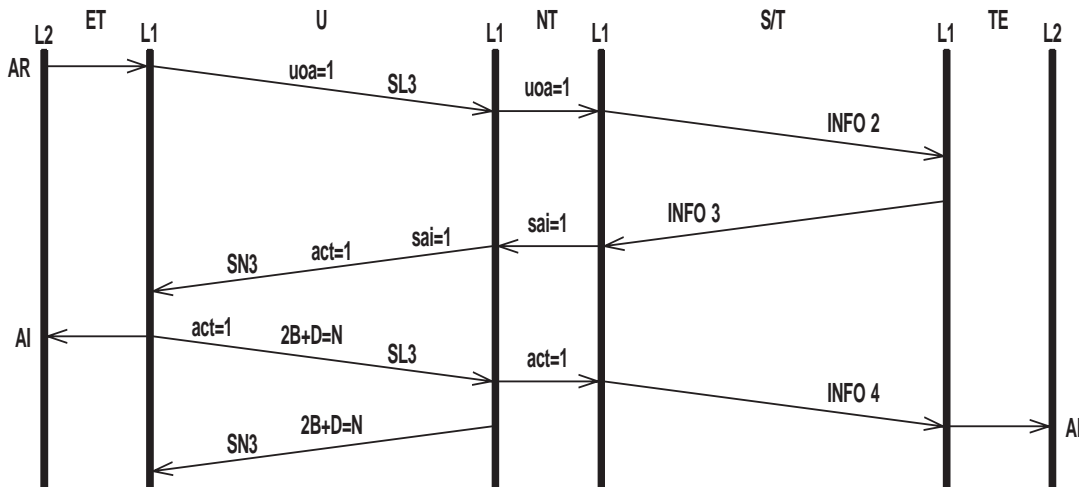 ET U NT S/T TE
L2 L1 L1 L1 L1 L2
AR
uoa=1 SL3 uoa=1
INFO 2
INFO 3
sai=1
sai=1
act=1
SN3
AI
act=1 2B+D=N
SL3 act=1
INFO 4
2B+D=N
SN3
AI